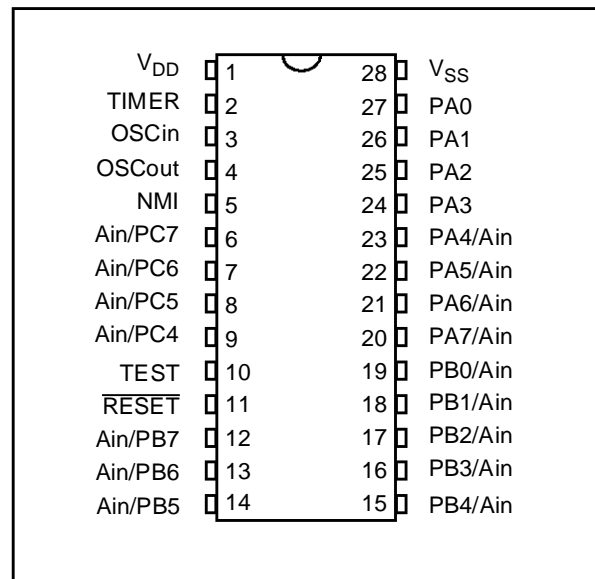 VDD 1 28 VSS
TIMER 2 27 PA0
OSCin 3 26 PA1
OSCout 4 25 PA2
NMI 5 24 PA3
Ain/PC7 6 23 PA4/Ain
Ain/PC6 7 22 PA5/Ain
Ain/PC5 8 21 PA6/Ain
Ain/PC4 9 20 PA7/Ain
TEST 10 19 PB0/Ain
RESET 11 18 PB1/Ain
Ain/PB7 12 17 PB2/Ain
Ain/PB6 13 16 PB3/Ain
Ain/PB5 14 15 PB4/Ain